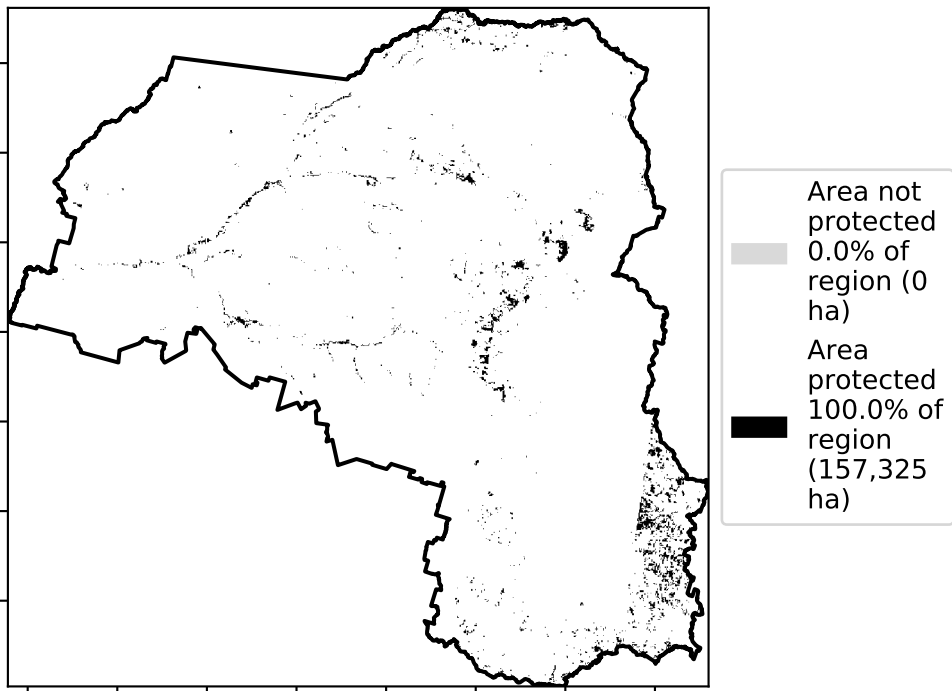 Area not
protected
0.0% of
region (0
ha)
Area
protected
100.0% of
region
(157,325
ha)